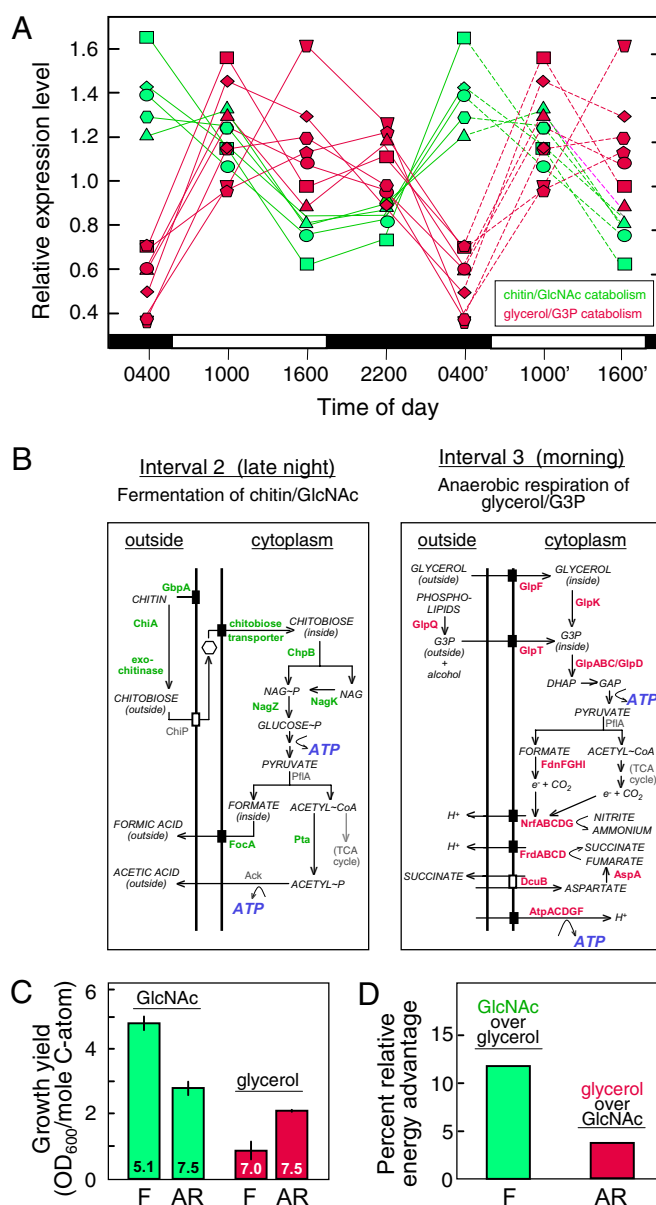 A
Relative expression level
1.6
1.4
1.2
1.0
0.8
0.6
0.4
chitin/GlcNAc catabolism
glycerol/G3P catabolism
0400
1000
1600
2200
0400'
1000'
1600'
Time of day
B
Interval 2 (late night)
Fermentation of chitin/GlcNAc
outside
cytoplasm
GbpA
CHITIN
ChiA
exo-
chitinase
CHITOBIOSE
(outside)
ChiP
chitobiose
transporter
CHITOBIOSE
(inside)
ChpB
NAG~P
NAG
NagZ
NagK
GLUCOSE~P
ATP
PYRUVATE
PflA
FORMATE
(inside)
ACETYL~CoA
FORMIC ACID
(outside)
FocA
Pta
(TCA
cycle)
ACETIC ACID
(outside)
Ack
ACETYL~P
ATP
Interval 3 (morning)
Anaerobic respiration of
glycerol/G3P
outside
cytoplasm
GLYCEROL
(outside)
GLYCEROL
(inside)
GlpF
PHOSPHO-
LIPIDS
GlpK
GlpQ
G3P
(outside)
+
alcohol
GlpT
G3P
(inside)
GlpABC/GlpD
DHAP
GAP
ATP
PYRUVATE
PflA
FORMATE
ACETYL~CoA
FdnFGHI
(TCA
cycle)
e- + CO2
e- + CO2
H+
NrfABCDG
NITRITE
AMMONIUM
H+
FrdABCD
SUCCINATE
FUMARATE
SUCCINATE
DcuB
AspA
ASPARTATE
AtpACDGF
H+
ATP
C
Growth yield
(OD600/mole C-atom)
6
4
2
0
GlcNAc
glycerol
5.1
7.5
7.0
7.5
F
AR
F
AR
D
Percent relative
energy advantage
15
10
5
0
GlcNAc
over
glycerol
glycerol
over
GlcNAc
F
AR